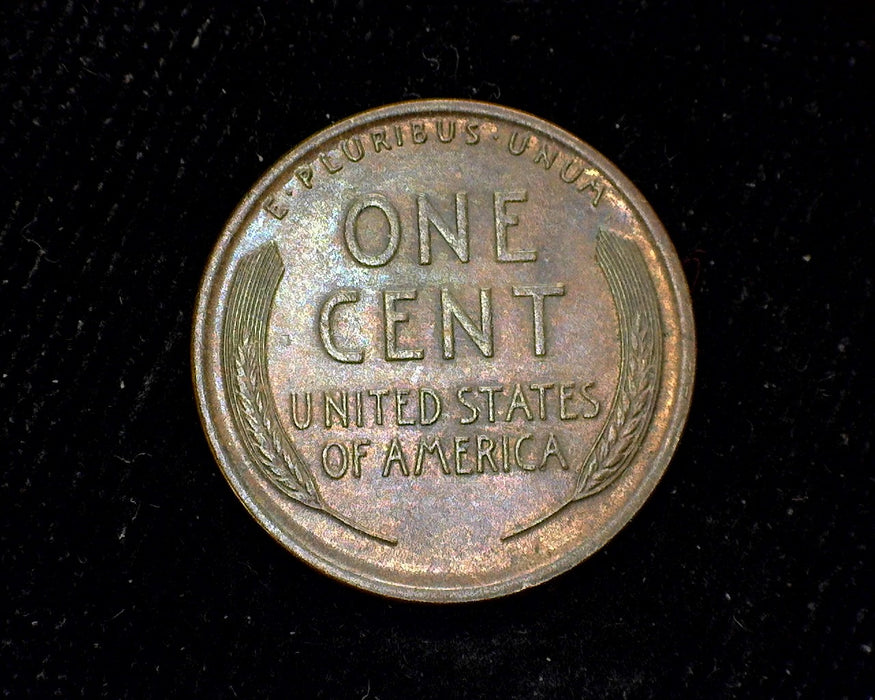 E · PLURIBUS · UNUM
ONE
CENT
UNITED STATES
OF AMERICA